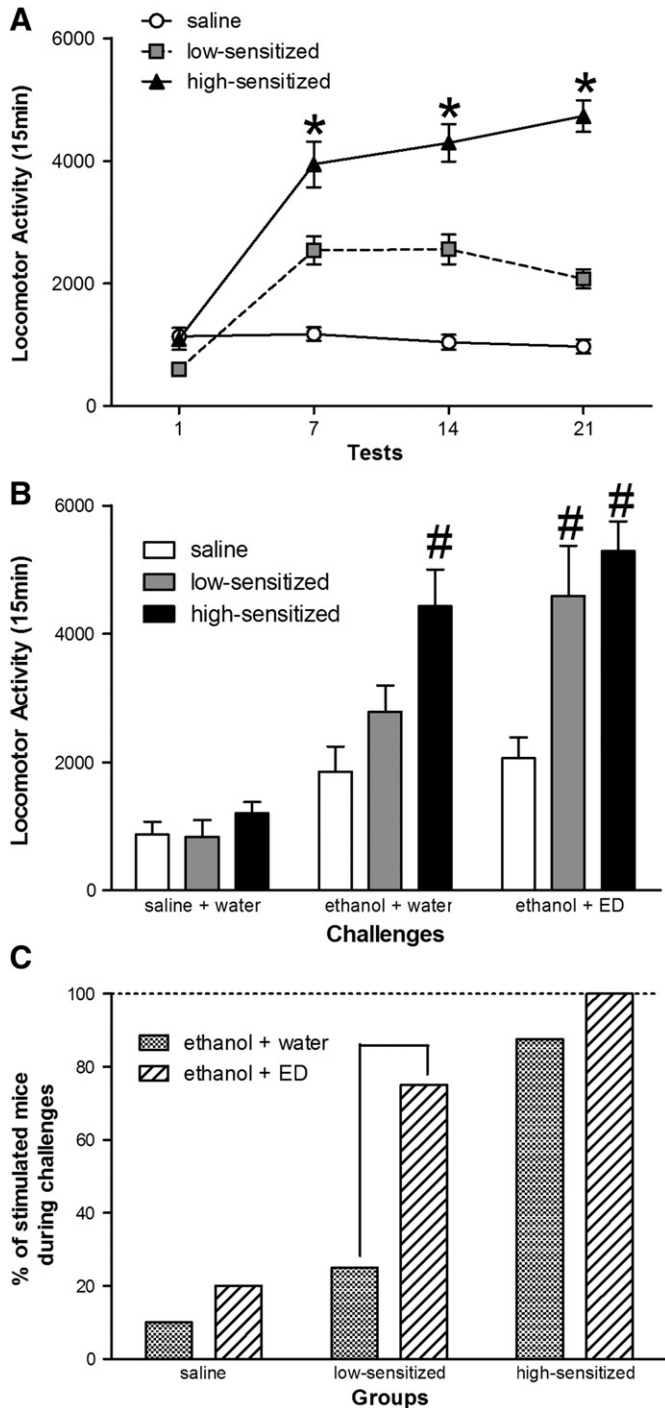 A
6000
4000
2000
0
Locomotor Activity (15min)
saline
low-sensitized
high-sensitized
*
*
*
1
7
14
21
Tests
B
6000
4000
2000
0
Locomotor Activity (15min)
saline
low-sensitized
high-sensitized
#
#
#
saline + water
ethanol + water
ethanol + ED
Challenges
C
100
80
60
40
20
0
% of stimulated mice
during challenges
ethanol + water
ethanol + ED
saline
low-sensitized
high-sensitized
Groups